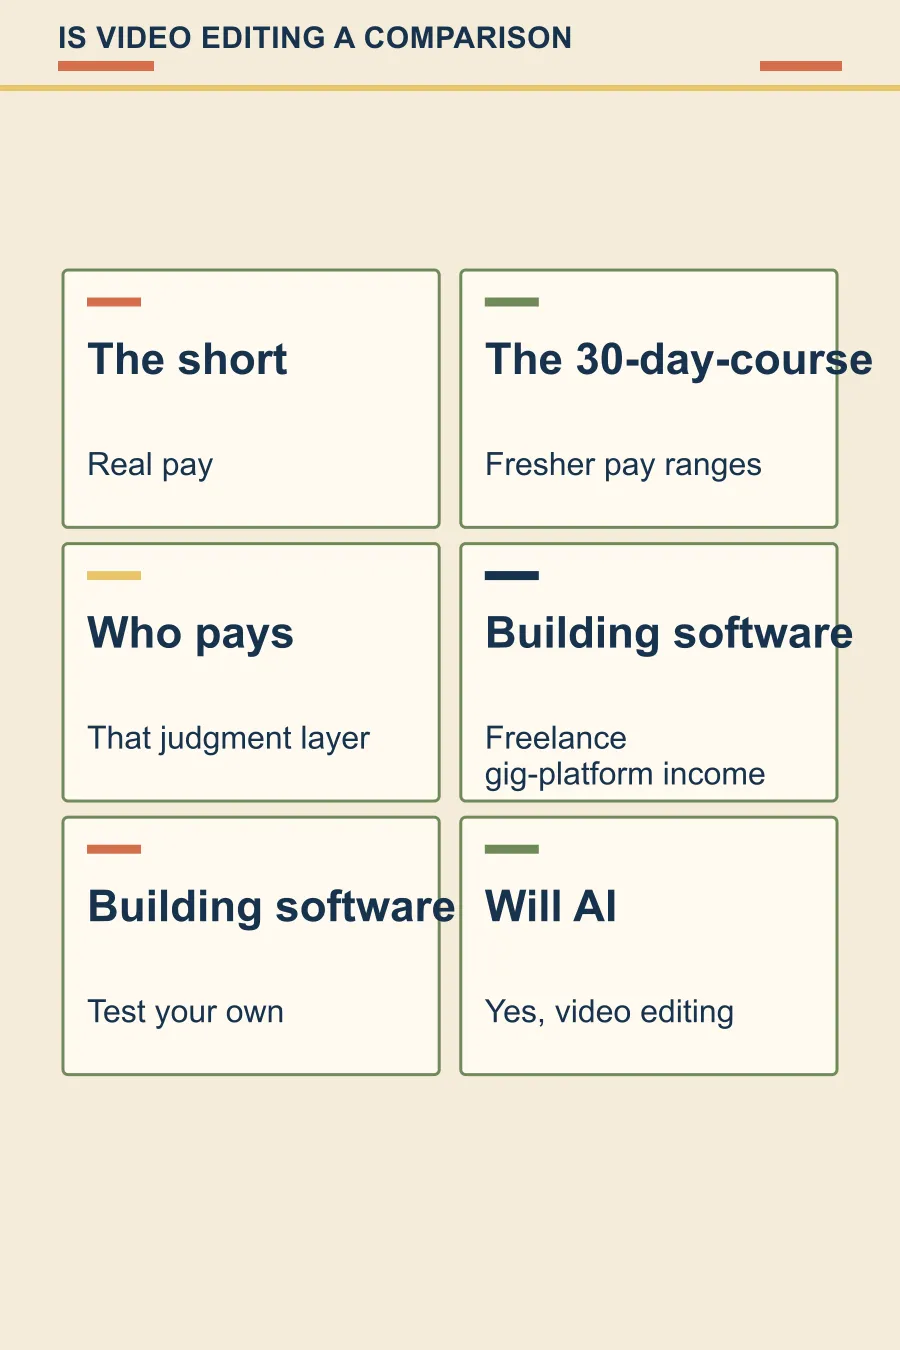 IS VIDEO EDITING A COMPARISON
The short
Real pay
The 30-day-course
Fresher pay ranges
Who pays
That judgment layer
Building software
Freelance
gig-platform income
Building software
Test your own
Will AI
Yes, video editing